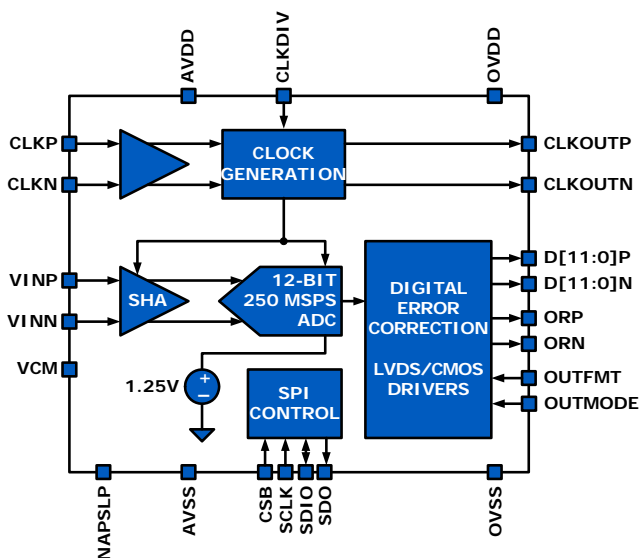 AVDD
CLKDIV
OVDD
CLKP
CLKN
CLOCK
GENERATION
CLKOUTP
CLKOUTN
VINP
VINN
VCM
SHA
12-BIT
250 MSPS
ADC
1.25V
+
–
DIGITAL
ERROR
CORRECTION
LVDS/CMOS
DRIVERS
D[11:0]P
D[11:0]N
ORP
ORN
OUTFMT
OUTMODE
SPI
CONTROL
NAPSLP
AVSS
CSB
SCLK
SDIO
SDO
OVSS